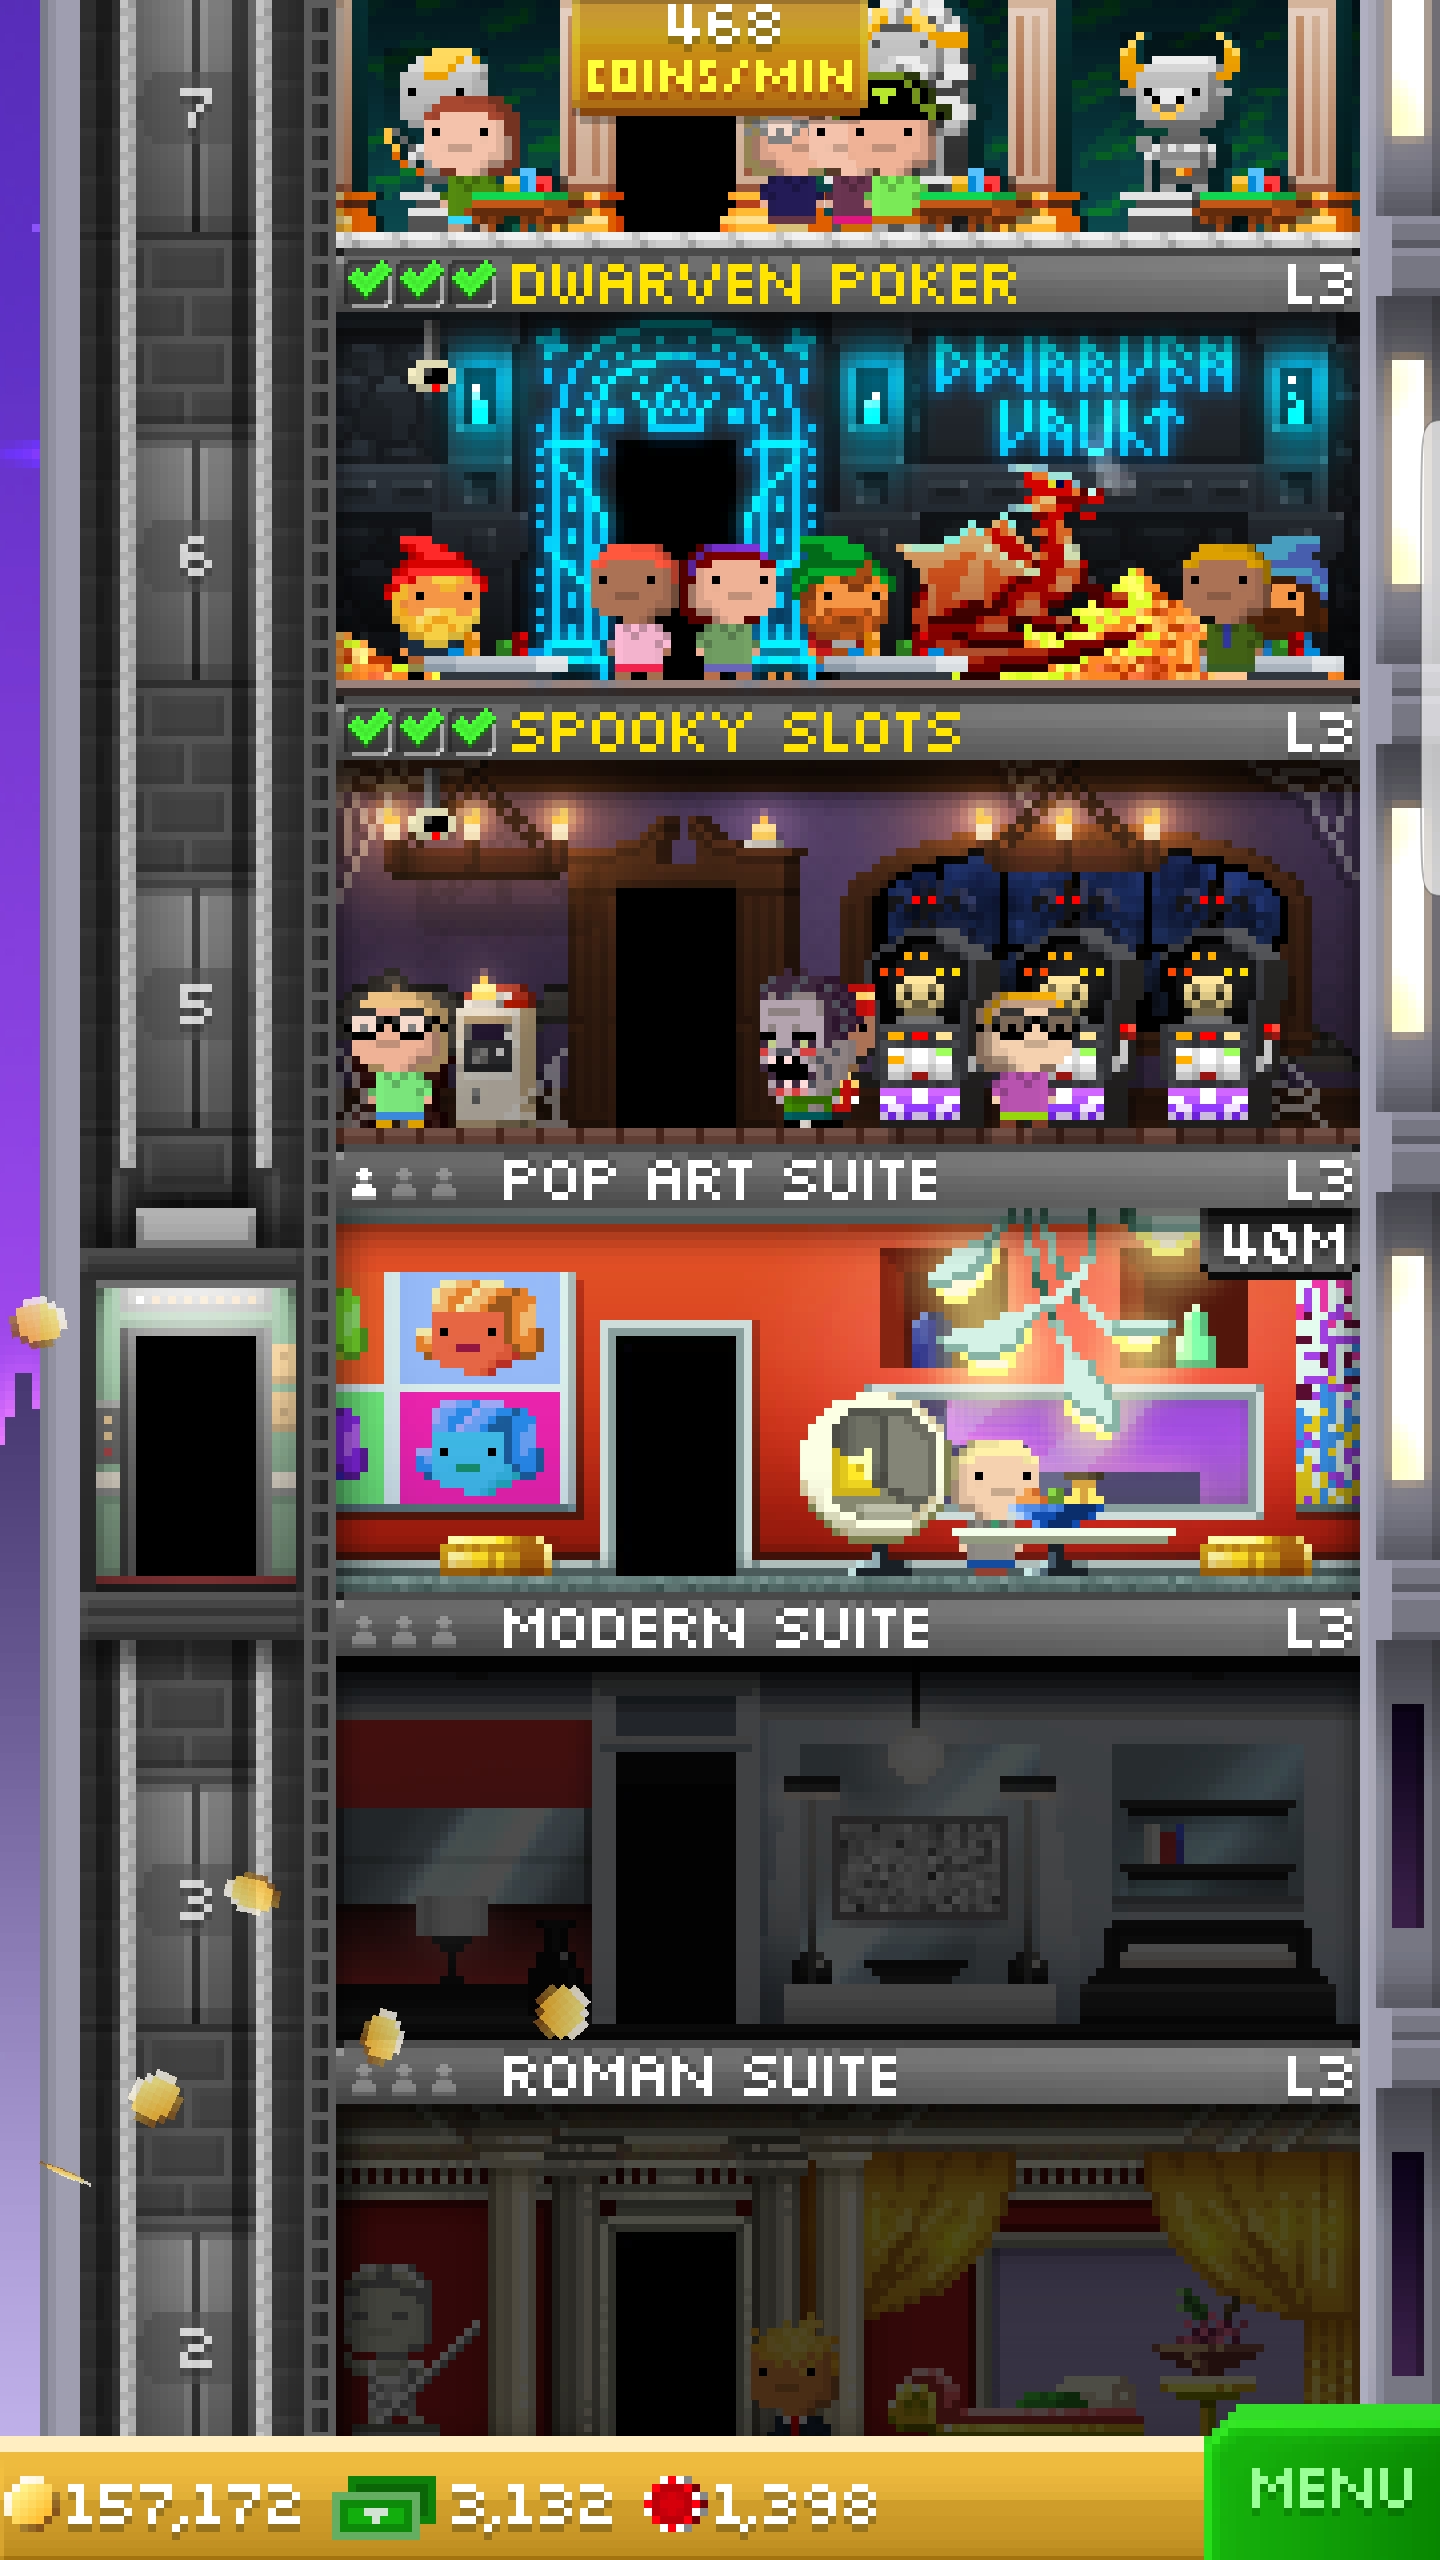 468
COINS/MIN
7
DWARVEN POKER L3
DWARVEN
VAULT
6
SPOOKY SLOTS L3
5
POP ART SUITE L3
40M
MODERN SUITE L3
3
ROMAN SUITE L3
2
157,172 3,132 1,398 MENU